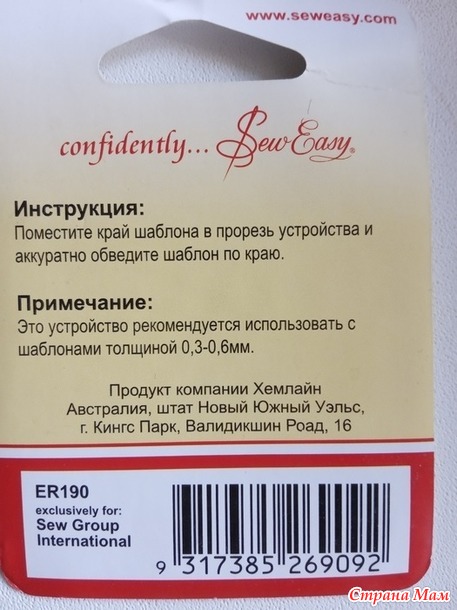 www.seweasy.com
confidently... Sew Easy®
Инструкция:
Поместите край шаблона в прорезь устройства и
аккуратно обведите шаблон по краю.
Примечание:
Это устройство рекомендуется использовать с
шаблонами толщиной 0,3-0,6мм.
Продукт компании Хемлайн
Австралия, штат Новый Южный Уэльс,
г. Кингс Парк, Валидикшин Роад, 16
ER190
exclusively for:
Sew Group
International
9 317385 269092
Страна Мам